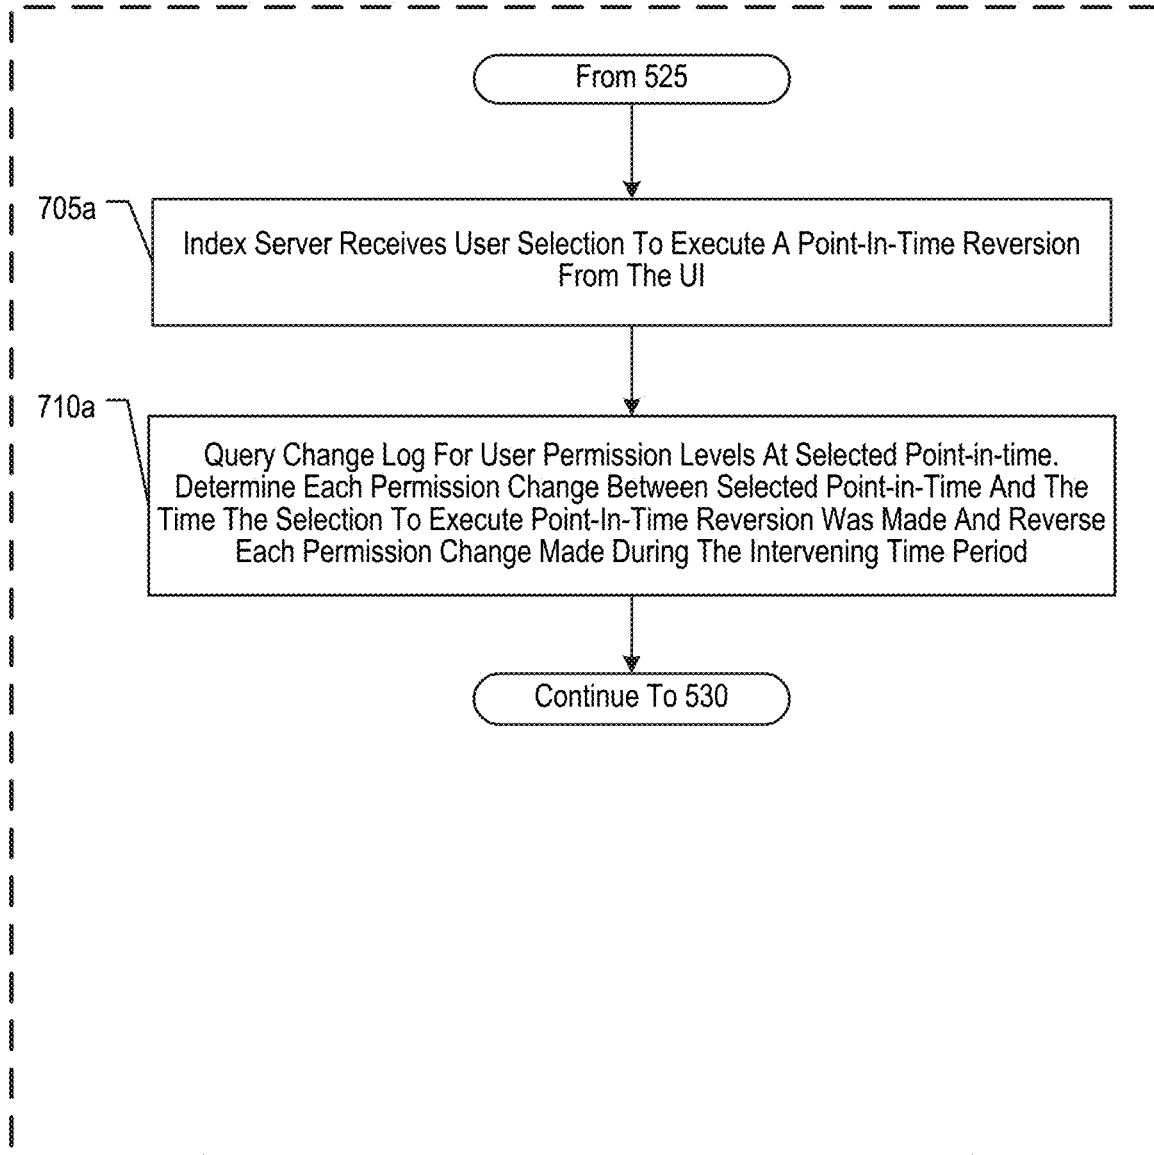 From 525
705a
Index Server Receives User Selection To Execute A Point-In-Time Reversion
From The UI
710a
Query Change Log For User Permission Levels At Selected Point-in-time.
Determine Each Permission Change Between Selected Point-in-Time And The
Time The Selection To Execute Point-In-Time Reversion Was Made And Reverse
Each Permission Change Made During The Intervening Time Period
Continue To 530